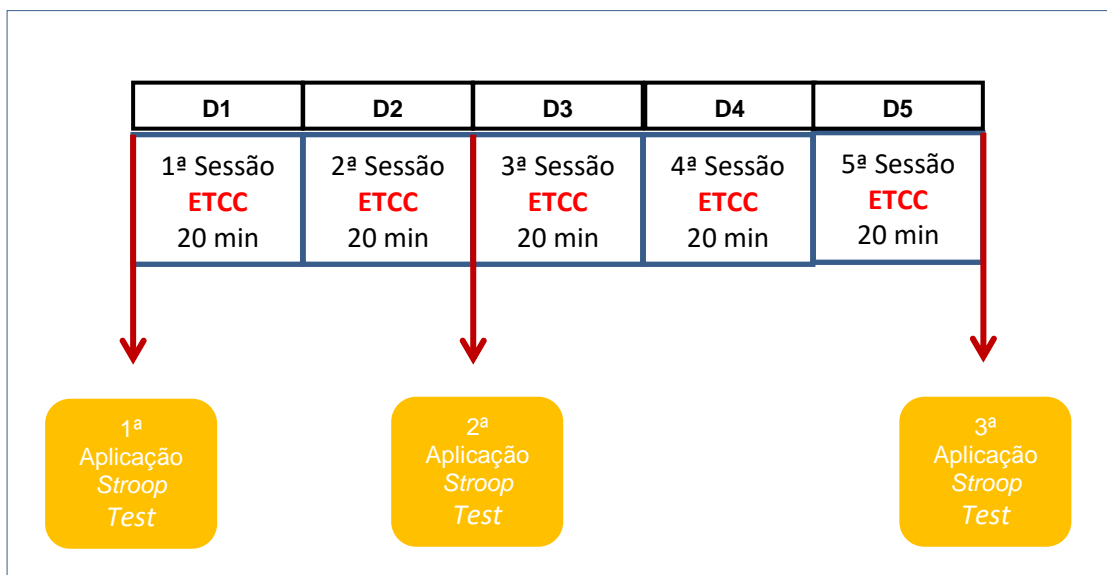 D1 D2 D3 D4 D5
1ª Sessão
ETCC
20 min
2ª Sessão
ETCC
20 min
3ª Sessão
ETCC
20 min
4ª Sessão
ETCC
20 min
5ª Sessão
ETCC
20 min
1ª
Aplicação
Stroop
Test
2ª
Aplicação
Stroop
Test
3ª
Aplicação
Stroop
Test